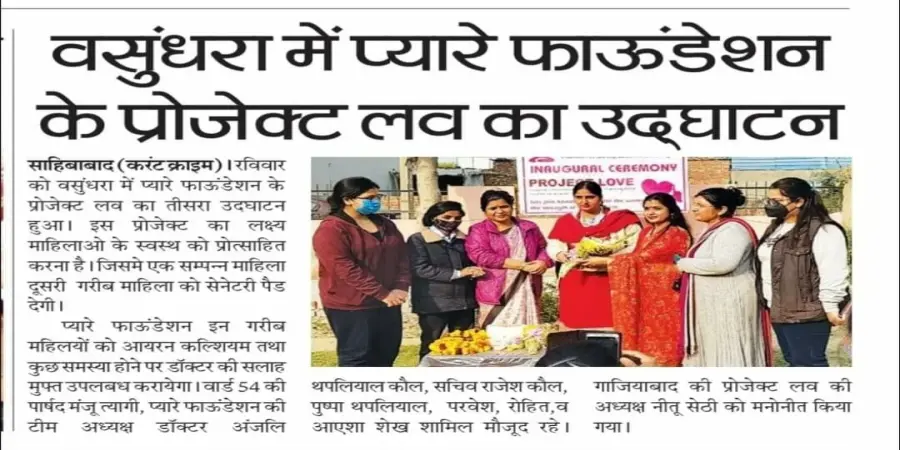 वसुंधरा में प्यारे फाऊंडेशन
के प्रोजेक्ट लव का उद्घाटन
साहिबाबाद (करंट क्राइम)। रविवार
को वसुंधरा में प्यारे फाऊंडेशन के
प्रोजेक्ट लव का तीसरा उदघाटन
हुआ। इस प्रोजेक्ट का लक्ष्य
माहिलाओ के स्वस्थ को प्रोत्साहित
करना है। जिसमे एक सम्पन्न माहिला
दूसरी गरीब माहिला को सेनेटरी पैड
देगी।
प्यारे फाऊंडेशन इन गरीब
महिलयों को आयरन कल्शियम तथा
कुछ समस्या होने पर डॉक्टर की सलाह
मुफ्त उपलबध करायेगा। वार्ड 54 की
पार्षद मंजू त्यागी, प्यारे फाऊंडेशन की
टीम अध्यक्ष डॉक्टर अंजलि
INAUGURAL CEREMONY
PROJECT LOVE
थपलियाल कौल, सचिव राजेश कौल,
पुष्पा थपलियाल, परवेश, रोहित,व
आएशा शेख शामिल मौजूद रहे।
गाजियाबाद की प्रोजेक्ट लव की
अध्यक्ष नीतू सेठी को मनोनीत किया
गया।